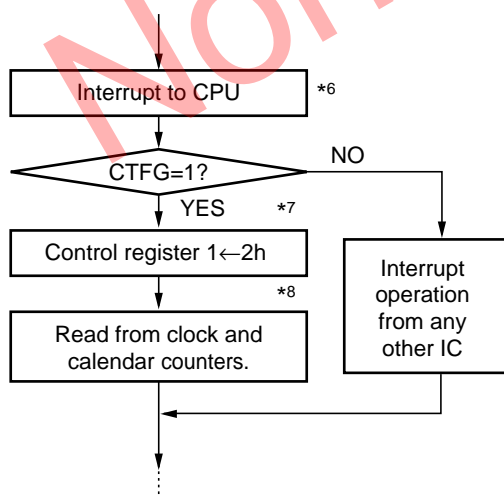 Non
Interrupt to CPU
*6
CTFG=1?
NO
YES
*7
Control register 1←2h
*8
Interrupt
operation
from any
other IC
Read from clock and
calendar counters.